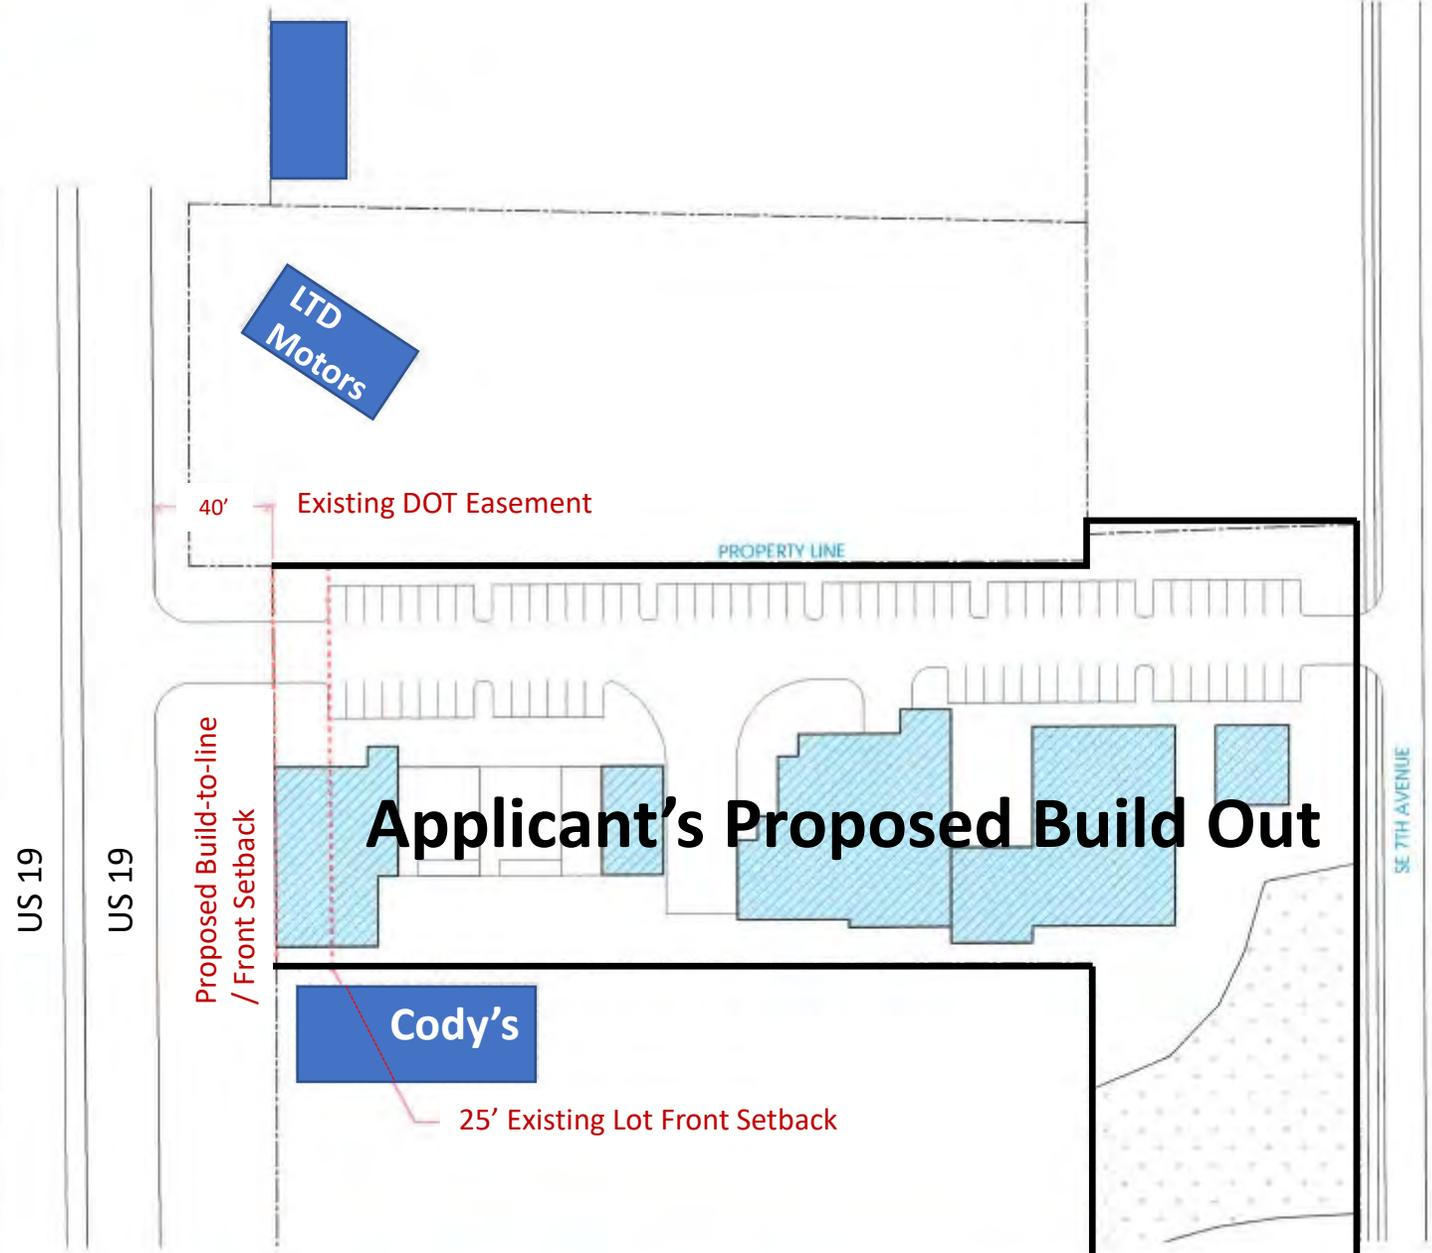 LTD
Motors
40’
Existing DOT Easement
PROPERTY LINE
Proposed Build-to-line
/ Front Setback
US 19
US 19
Applicant’s Proposed Build Out
SE 7TH AVENUE
Cody’s
25’ Existing Lot Front Setback